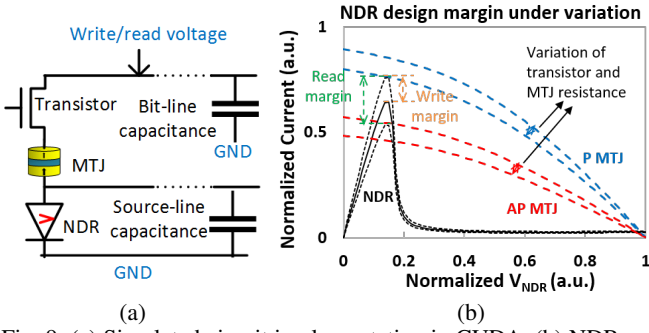 Write/read voltage
Transistor
Bit-line
capacitance
GND
MTJ
NDR
Source-line
capacitance
GND
(a)
NDR design margin under variation
Normalized Current (a.u.)
1
0.5
0
Read
margin
Write
margin
Variation of
transistor and
MTJ resistance
P MTJ
AP MTJ
NDR
0 0.2 0.4 0.6 0.8 1
Normalized VNDR (a.u.)
(b)